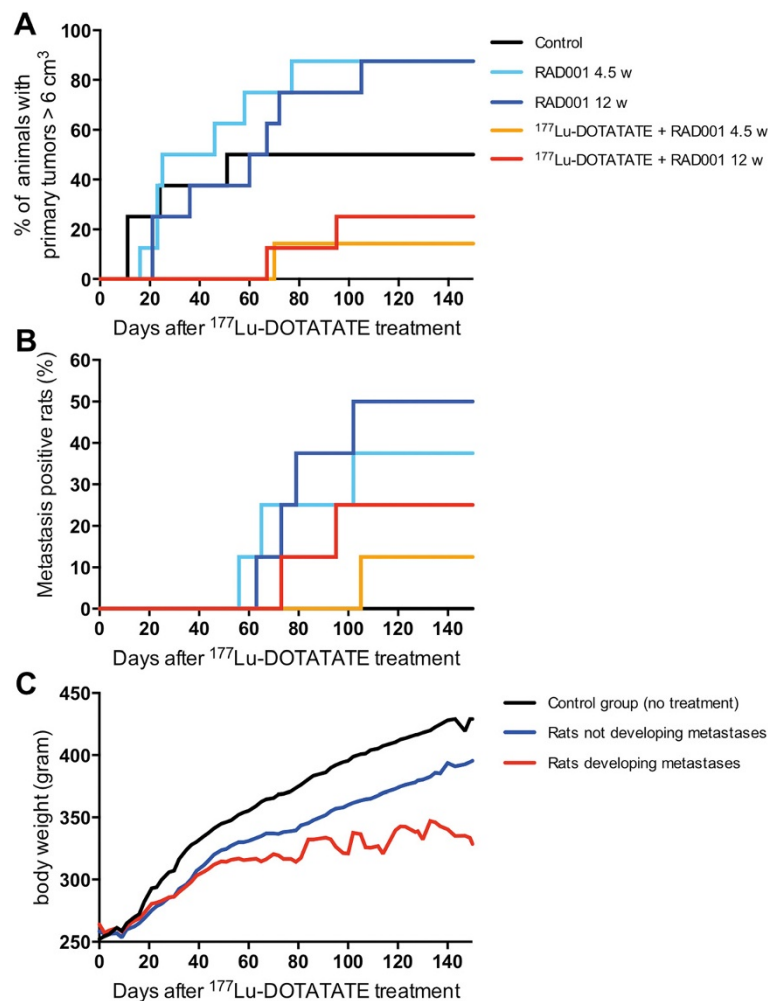 A
% of animals with
primary tumors > 6 cm³
100
80
60
40
20
0
0 20 40 60 80 100 120 140
Days after ¹⁷⁷Lu-DOTATATE treatment
Control
RAD001 4.5 w
RAD001 12 w
¹⁷⁷Lu-DOTATATE + RAD001 4.5 w
¹⁷⁷Lu-DOTATATE + RAD001 12 w
B
Metastasis positive rats (%)
60
50
40
30
20
10
0
0 20 40 60 80 100 120 140
Days after ¹⁷⁷Lu-DOTATATE treatment
C
body weight (gram)
450
400
350
300
250
0 20 40 60 80 100 120 140
Days after ¹⁷⁷Lu-DOTATATE treatment
Control group (no treatment)
Rats not developing metastases
Rats developing metastases